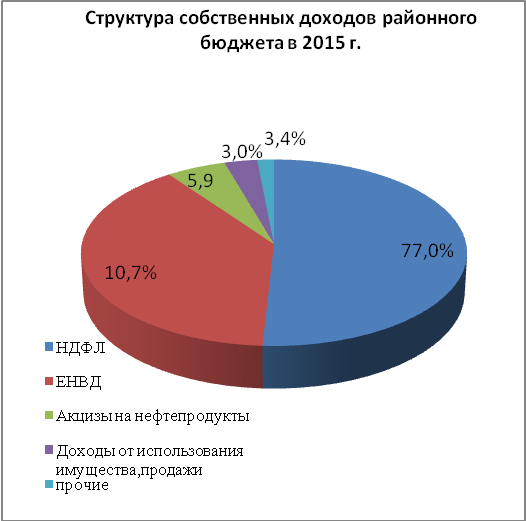 Структура собственных доходов районного
бюджета в 2015 г.
3,4%
3,0%
5,9
77,0%
10,7%
НДФЛ
ЕНВД
Акцизы на нефтепродукты
Доходы от использования
имущества,продажи
прочие